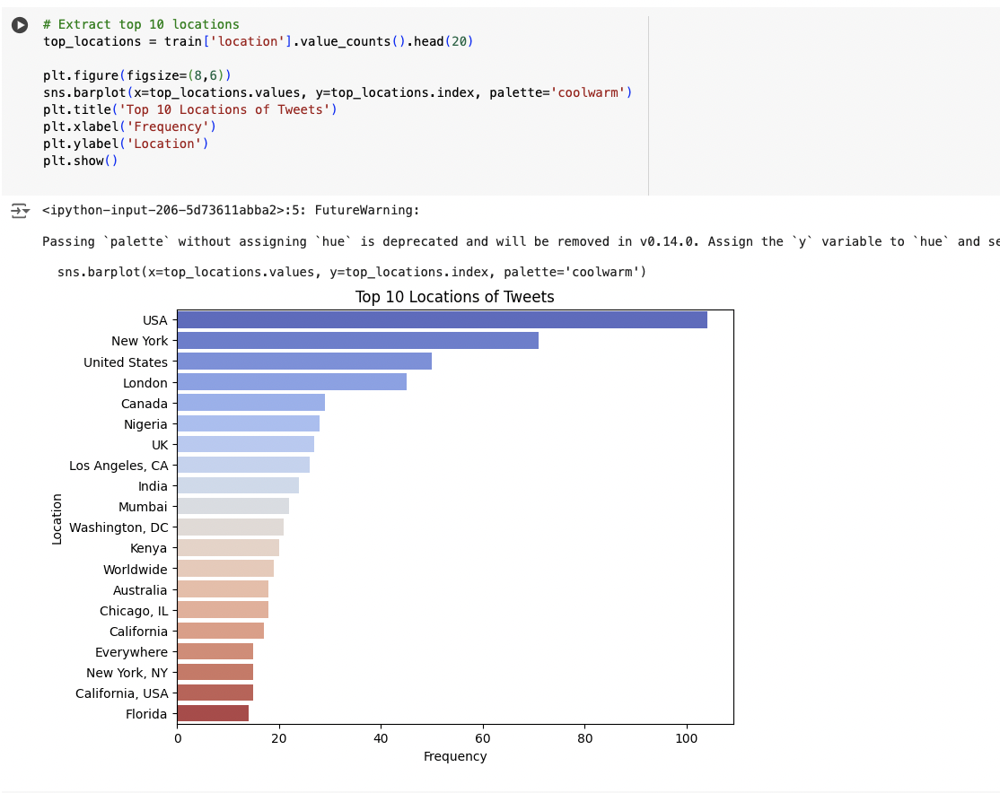 # Extract top 10 locations
top_locations = train['location'].value_counts().head(20)
plt.figure(figsize=(8,6))
sns.barplot(x=top_locations.values, y=top_locations.index, palette='coolwarm')
plt.title('Top 10 Locations of Tweets')
plt.xlabel('Frequency')
plt.ylabel('Location')
plt.show()
<ipython-input-206-5d73611abba2>:5: FutureWarning:
Passing `palette` without assigning `hue` is deprecated and will be removed in v0.14.0. Assign the `y` variable to `hue` and se
sns.barplot(x=top_locations.values, y=top_locations.index, palette='coolwarm')
Top 10 Locations of Tweets
USA
New York
United States
London
Canada
Nigeria
UK
Los Angeles, CA
India
Mumbai
Washington, DC
Kenya
Worldwide
Australia
Chicago, IL
California
Everywhere
New York, NY
California, USA
Florida
Location
0 20 40 60 80 100
Frequency